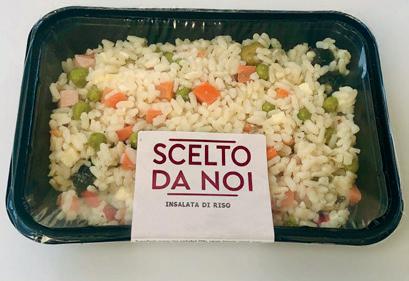 SCELTO
DA NOI
INSALATA DI RISO